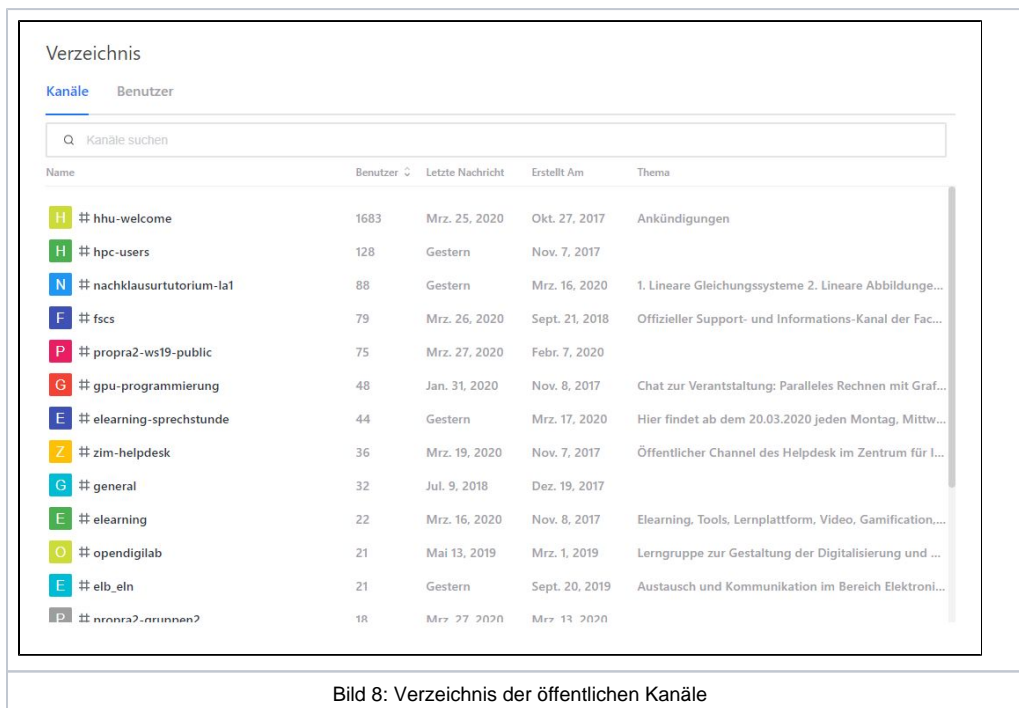 Verzeichnis
Kanäle Benutzer
Kanäle suchen
Name Benutzer Letzte Nachricht Erstellt Am Thema
H # hhu-welcome 1683 Mrz. 25, 2020 Okt. 27, 2017 Ankündigungen
H # hpc-users 128 Gestern Nov. 7, 2017
N # nachklausurtutorium-la1 88 Gestern Mrz. 16, 2020 1. Lineare Gleichungssysteme 2. Lineare Abbildunge...
F # fscs 79 Mrz. 26, 2020 Sept. 21, 2018 Offizieller Support- und Informations-Kanal der Fac...
P # propra2-ws19-public 75 Mrz. 27, 2020 Febr. 7, 2020
G # gpu-programmierung 48 Jan. 31, 2020 Nov. 8, 2017 Chat zur Verantstaltung: Paralleles Rechnen mit Graf...
E # elearning-sprechstunde 44 Gestern Mrz. 17, 2020 Hier findet ab dem 20.03.2020 jeden Montag, Mittw...
Z # zim-helpdesk 36 Mrz. 19, 2020 Nov. 7, 2017 Öffentlicher Channel des Helpdesk im Zentrum für I...
G # general 32 Jul. 9, 2018 Dez. 19, 2017
E # elearning 22 Mrz. 16, 2020 Nov. 8, 2017 Elearning, Tools, Lernplattform, Video, Gamification,...
O # opendigilab 21 Mai 13, 2019 Mrz. 1, 2019 Lerngruppe zur Gestaltung der Digitalisierung und ...
E # elb_eln 21 Gestern Sept. 20, 2019 Austausch und Kommunikation im Bereich Elektroni...
P # propra2-gruppen2 18 Mrz. 27, 2020 Mrz. 13, 2020
Bild 8: Verzeichnis der öffentlichen Kanäle